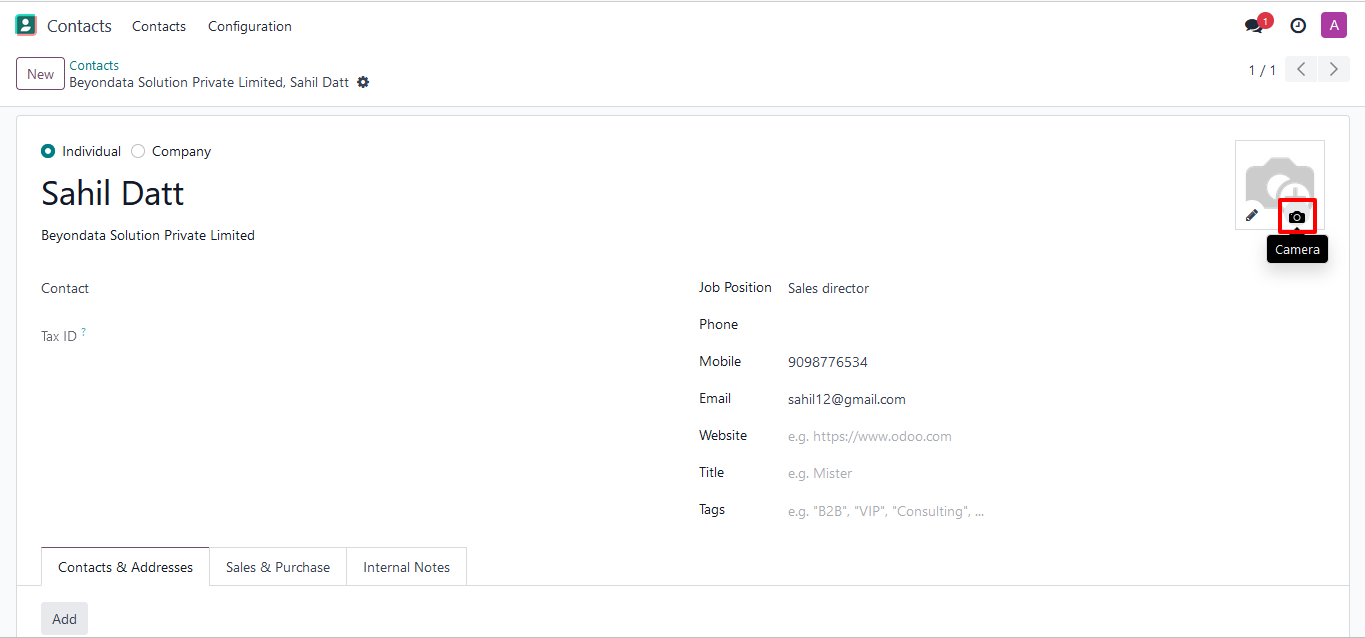 Contacts Contacts Configuration 1 A
New Contacts 1 / 1
Beyondata Solution Private Limited, Sahil Datt
Individual Company
Sahil Datt
Beyondata Solution Private Limited
Camera
Contact
Tax ID ?
Job Position Sales director
Phone
Mobile 9098776534
Email sahil12@gmail.com
Website e.g. https://www.odoo.com
Title e.g. Mister
Tags e.g. "B2B", "VIP", "Consulting", ...
Contacts & Addresses Sales & Purchase Internal Notes
Add